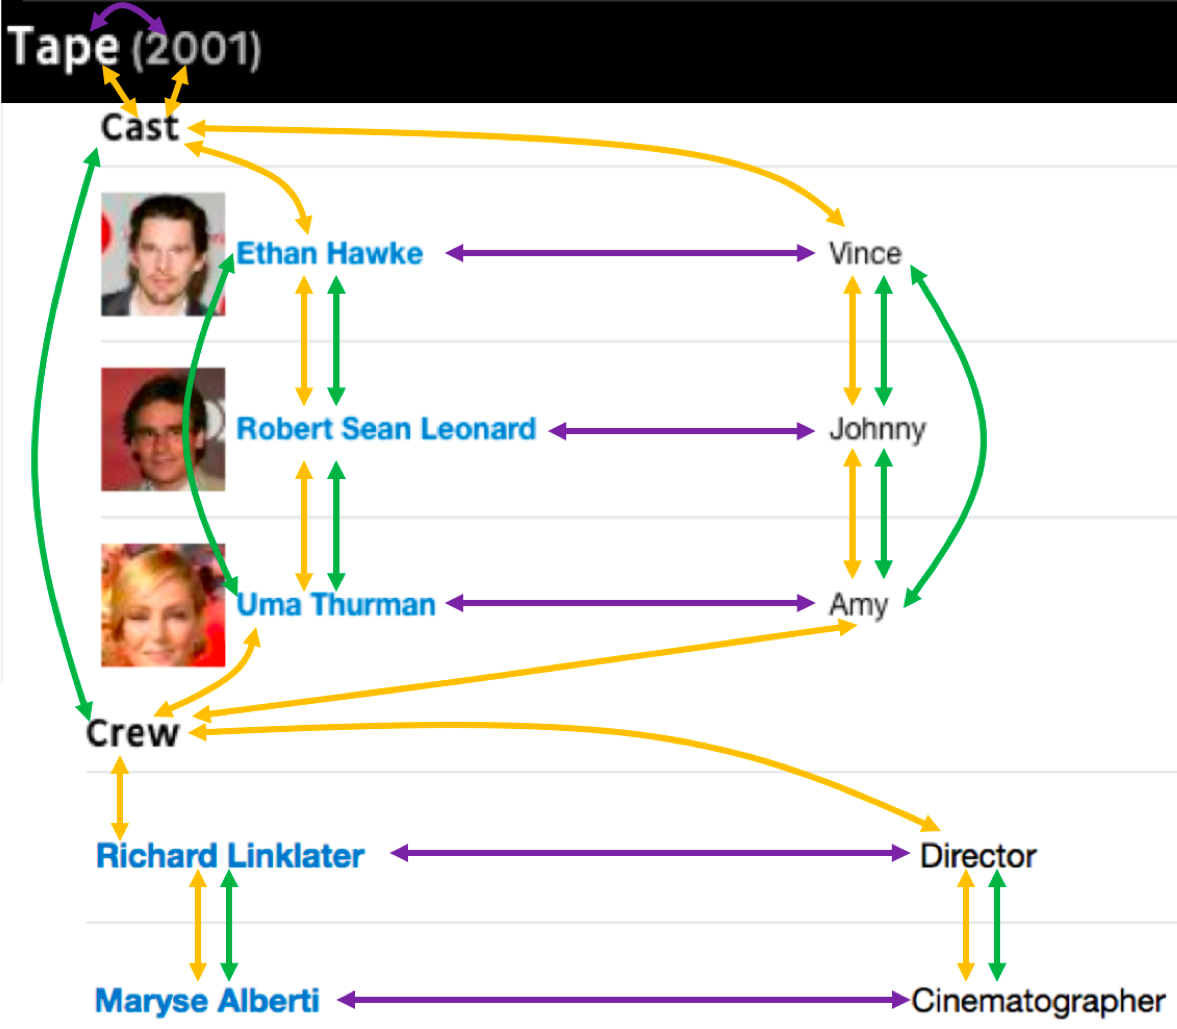 Tape (2001)
Cast
Ethan Hawke Vince
Robert Sean Leonard Johnny
Uma Thurman Amy
Crew
Richard Linklater Director
Maryse Alberti Cinematographer